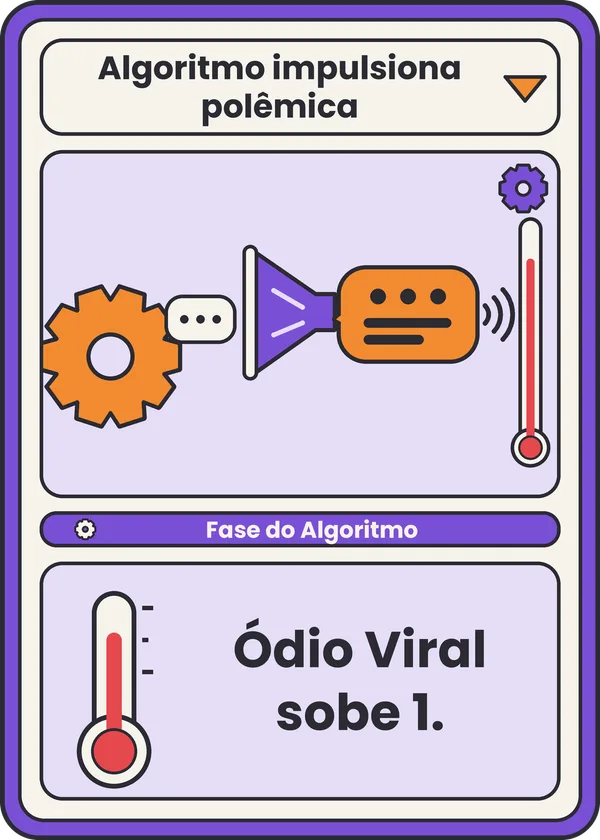 Algoritmo impulsiona
polêmica
Fase do Algoritmo
Ódio Viral
sobe 1.